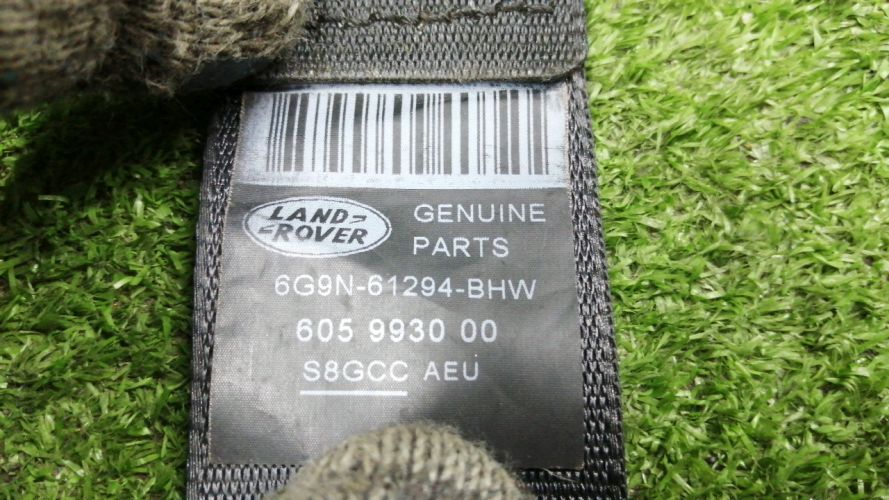 LAND ROVER
GENUINE
PARTS
6G9N-61294-BHW
605 9930 00
S8GCC AEU